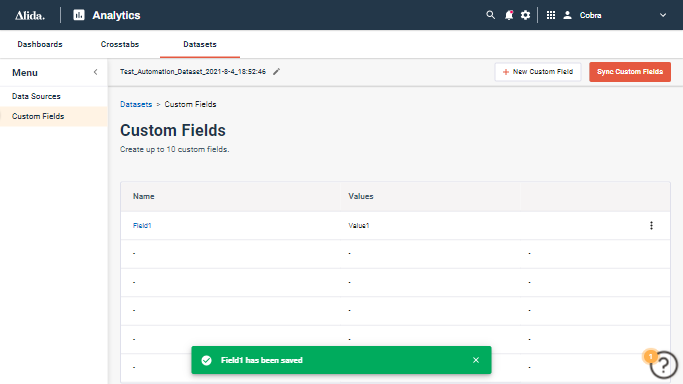 Alida.
Analytics
Cobra
Dashboards
Crosstabs
Datasets
Menu
Test_Automation_Dataset_2021-8-4_18:52:46
+ New Custom Field
Sync Custom Fields
Data Sources
Custom Fields
Datasets > Custom Fields
Custom Fields
Create up to 10 custom fields.
Name
Values
Field1
Value1
- - -
- - -
- - -
- - -
- - -
Field1 has been saved
1
?